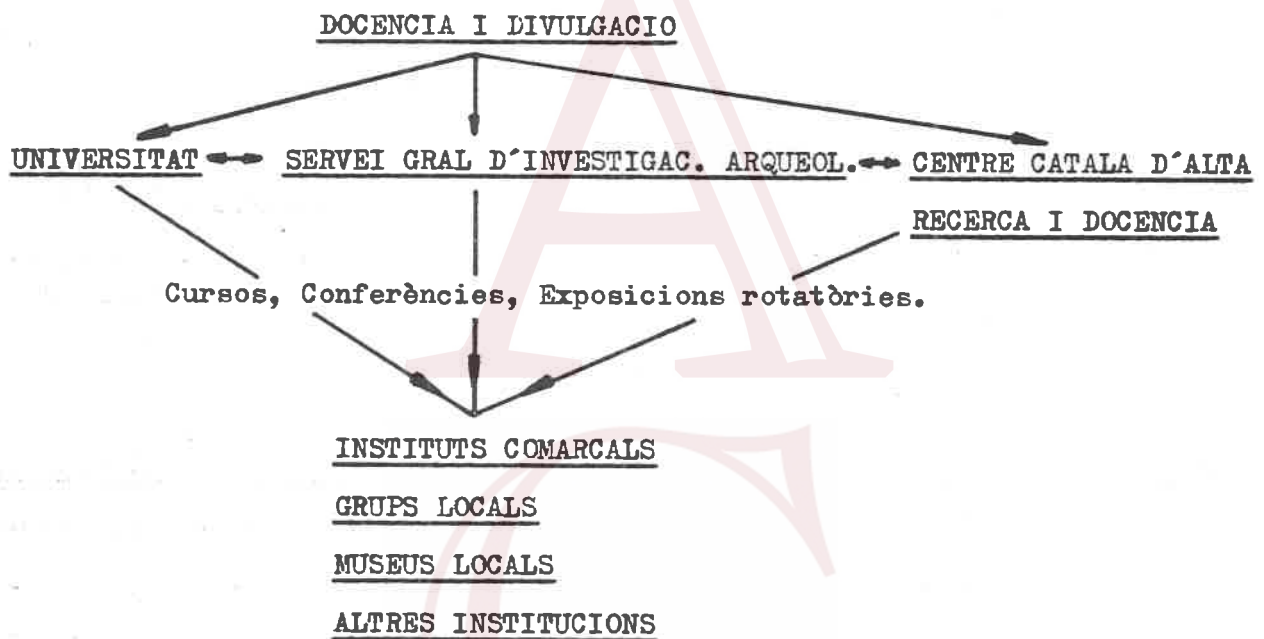 DOCENCIA I DIVULGACIO
UNIVERSITAT SERVEI GRAL D´INVESTIGAC. ARQUEOL. CENTRE CATALA D´ALTA
RECERCA I DOCENCIA
Cursos, Conferències, Exposicions rotatòries.
INSTITUTS COMARCALS
GRUPS LOCALS
MUSEUS LOCALS
ALTRES INSTITUCIONS